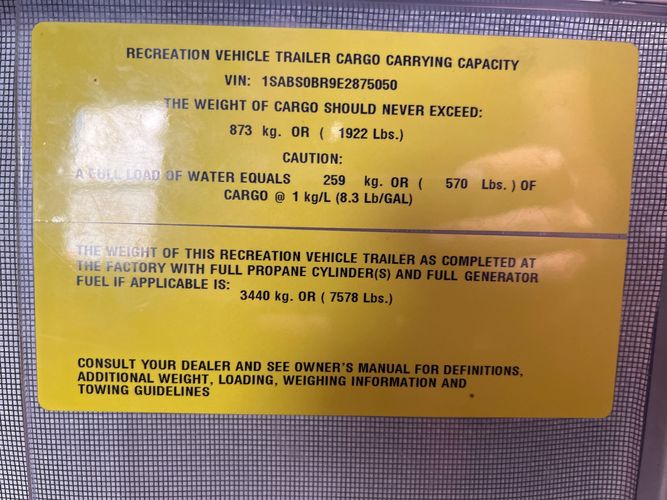 RECREATION VEHICLE TRAILER CARGO CARRYING CAPACITY
VIN: 1SABS0BR9E2875050
THE WEIGHT OF CARGO SHOULD NEVER EXCEED:
873 kg. OR ( 1922 Lbs.)
CAUTION:
A FULL LOAD OF WATER EQUALS 259 kg. OR ( 570 Lbs. ) OF
CARGO @ 1 kg/L (8.3 Lb/GAL)
THE WEIGHT OF THIS RECREATION VEHICLE TRAILER AS COMPLETED AT
THE FACTORY WITH FULL PROPANE CYLINDER(S) AND FULL GENERATOR
FUEL IF APPLICABLE IS:
3440 kg. OR ( 7578 Lbs.)
CONSULT YOUR DEALER AND SEE OWNER'S MANUAL FOR DEFINITIONS,
ADDITIONAL WEIGHT, LOADING, WEIGHING INFORMATION AND
TOWING GUIDELINES